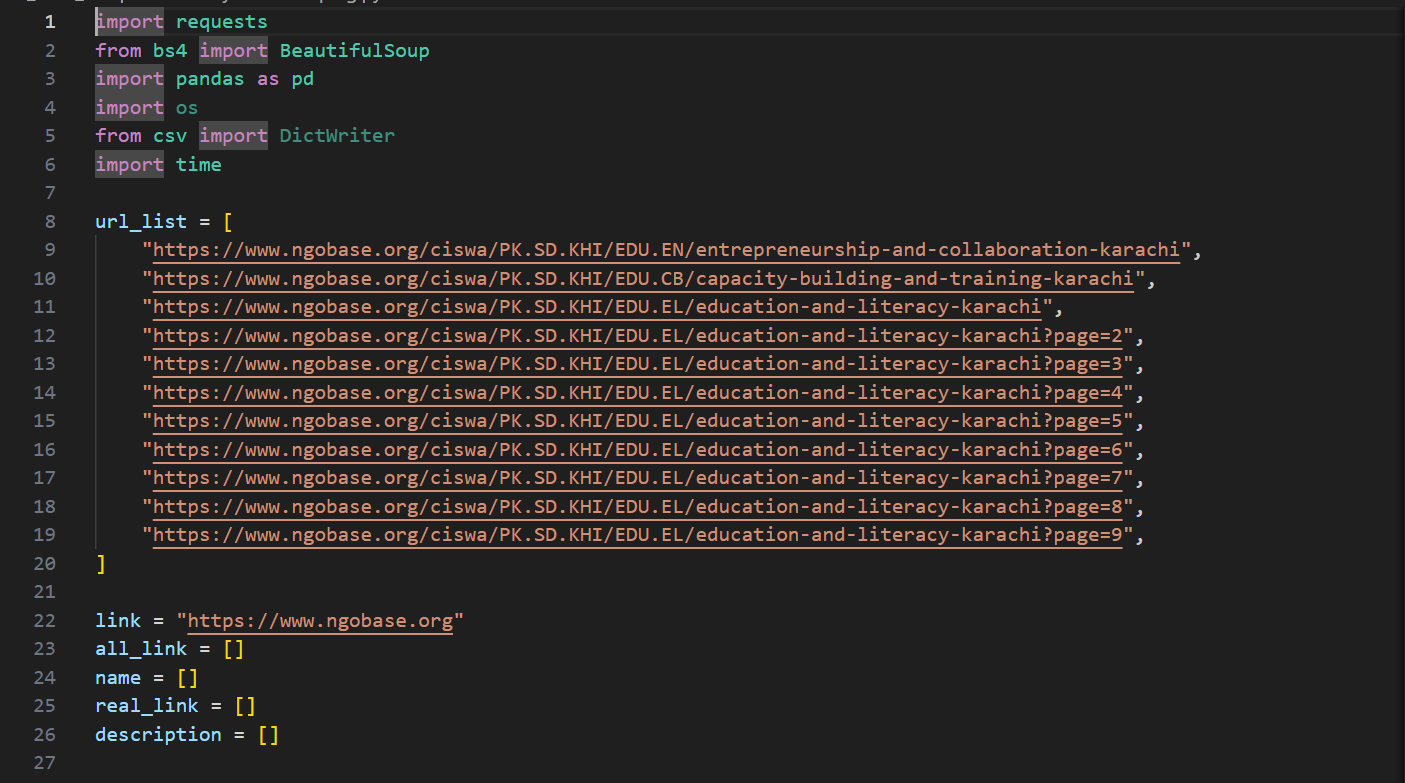 1 import requests
2 from bs4 import BeautifulSoup
3 import pandas as pd
4 import os
5 from csv import DictWriter
6 import time
7
8 url_list = [
9 "https://www.ngobase.org/ciswa/PK.SD.KHI/EDU.EN/entrepreneurship-and-collaboration-karachi",
10 "https://www.ngobase.org/ciswa/PK.SD.KHI/EDU.CB/capacity-building-and-training-karachi",
11 "https://www.ngobase.org/ciswa/PK.SD.KHI/EDU.EL/education-and-literacy-karachi",
12 "https://www.ngobase.org/ciswa/PK.SD.KHI/EDU.EL/education-and-literacy-karachi?page=2",
13 "https://www.ngobase.org/ciswa/PK.SD.KHI/EDU.EL/education-and-literacy-karachi?page=3",
14 "https://www.ngobase.org/ciswa/PK.SD.KHI/EDU.EL/education-and-literacy-karachi?page=4",
15 "https://www.ngobase.org/ciswa/PK.SD.KHI/EDU.EL/education-and-literacy-karachi?page=5",
16 "https://www.ngobase.org/ciswa/PK.SD.KHI/EDU.EL/education-and-literacy-karachi?page=6",
17 "https://www.ngobase.org/ciswa/PK.SD.KHI/EDU.EL/education-and-literacy-karachi?page=7",
18 "https://www.ngobase.org/ciswa/PK.SD.KHI/EDU.EL/education-and-literacy-karachi?page=8",
19 "https://www.ngobase.org/ciswa/PK.SD.KHI/EDU.EL/education-and-literacy-karachi?page=9",
20 ]
21
22 link = "https://www.ngobase.org"
23 all_link = []
24 name = []
25 real_link = []
26 description = []
27